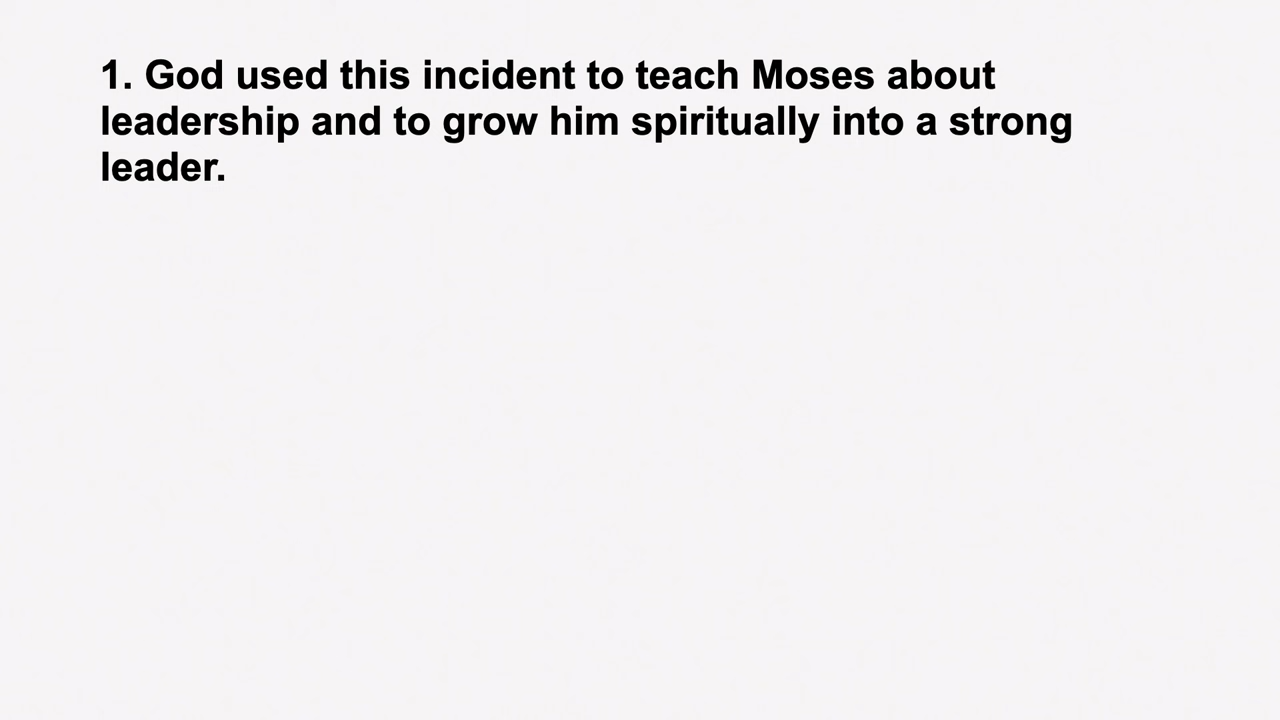 1. God used this incident to teach Moses about
leadership and to grow him spiritually into a strong
leader.